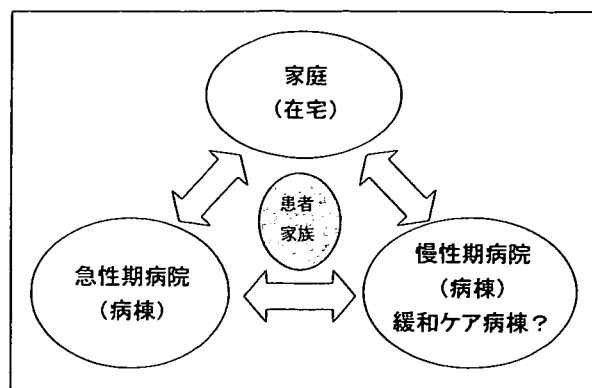 家庭
（在宅）
患者
家族
急性期病院
（病棟）
慢性期病院
（病棟）
緩和ケア病棟？